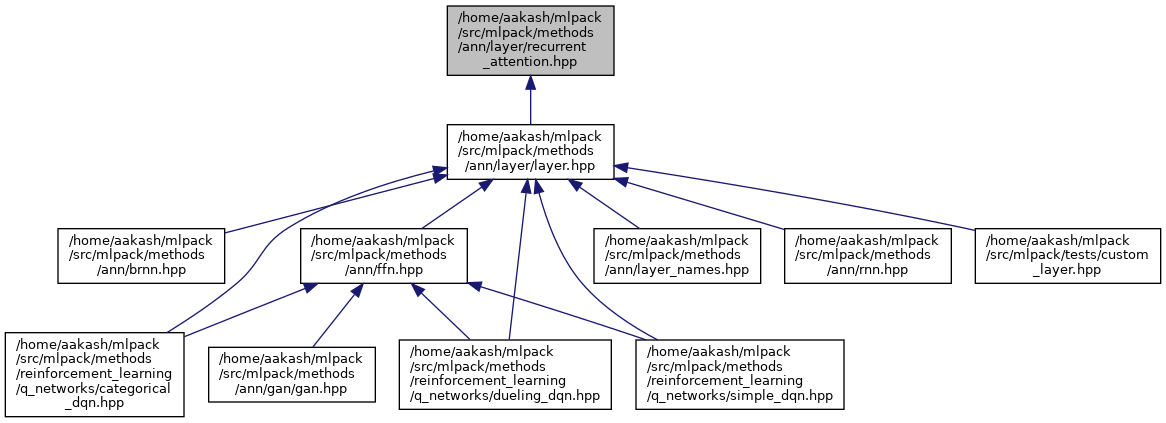 /home/aakash/mlpack
/src/mlpack/methods
/ann/layer/recurrent
_attention.hpp
/home/aakash/mlpack
/src/mlpack/methods
/ann/layer/layer.hpp
/home/aakash/mlpack
/src/mlpack/methods
/ann/brnn.hpp
/home/aakash/mlpack
/src/mlpack/methods
/ann/ffn.hpp
/home/aakash/mlpack
/src/mlpack/methods
/ann/layer_names.hpp
/home/aakash/mlpack
/src/mlpack/methods
/ann/rnn.hpp
/home/aakash/mlpack
/src/mlpack/tests/custom
_layer.hpp
/home/aakash/mlpack
/src/mlpack/methods
/reinforcement_learning
/q_networks/categorical
_dqn.hpp
/home/aakash/mlpack
/src/mlpack/methods
/ann/gan/gan.hpp
/home/aakash/mlpack
/src/mlpack/methods
/reinforcement_learning
/q_networks/dueling_dqn.hpp
/home/aakash/mlpack
/src/mlpack/methods
/reinforcement_learning
/q_networks/simple_dqn.hpp